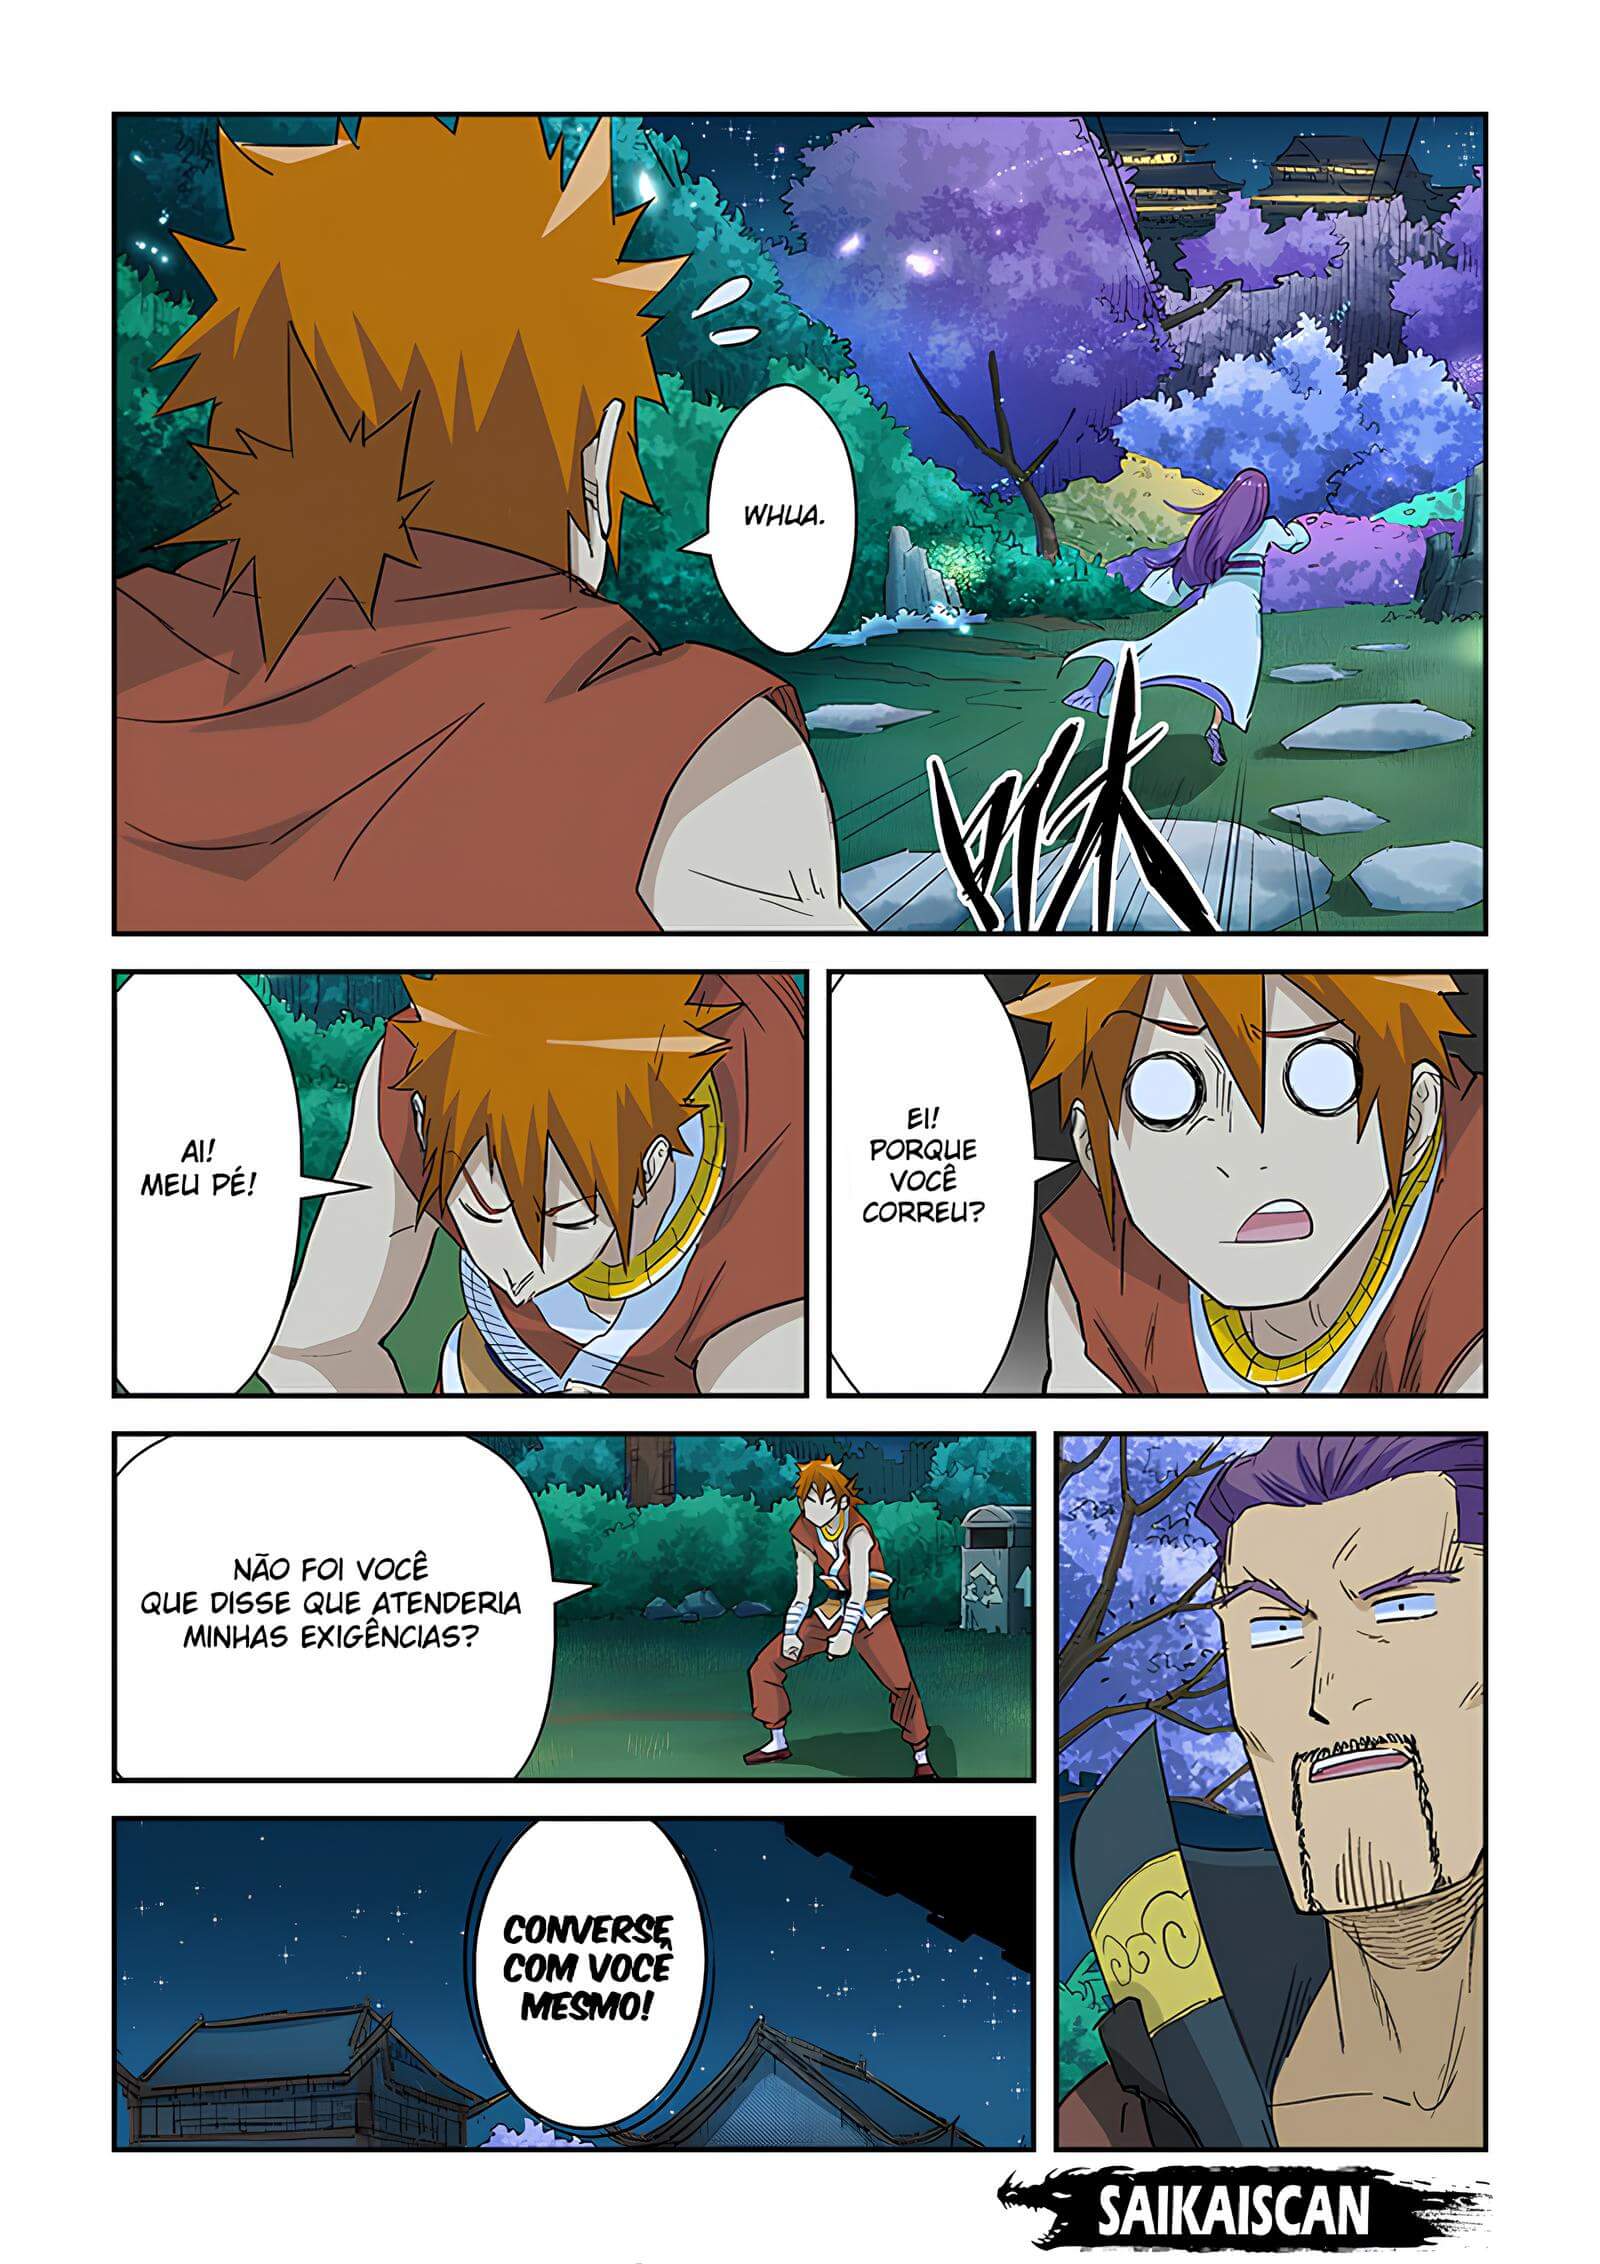 WHUA.
咻
AI!
MEU PÉ!
EI!
PORQUE
VOCÊ
CORREU?
NÃO FOI VOCÊ
QUE DISSE QUE ATENDERIA
MINHAS EXIGÊNCIAS?
CONVERSE
COM VOCÊ
MESMO!
SAIKAISCAN